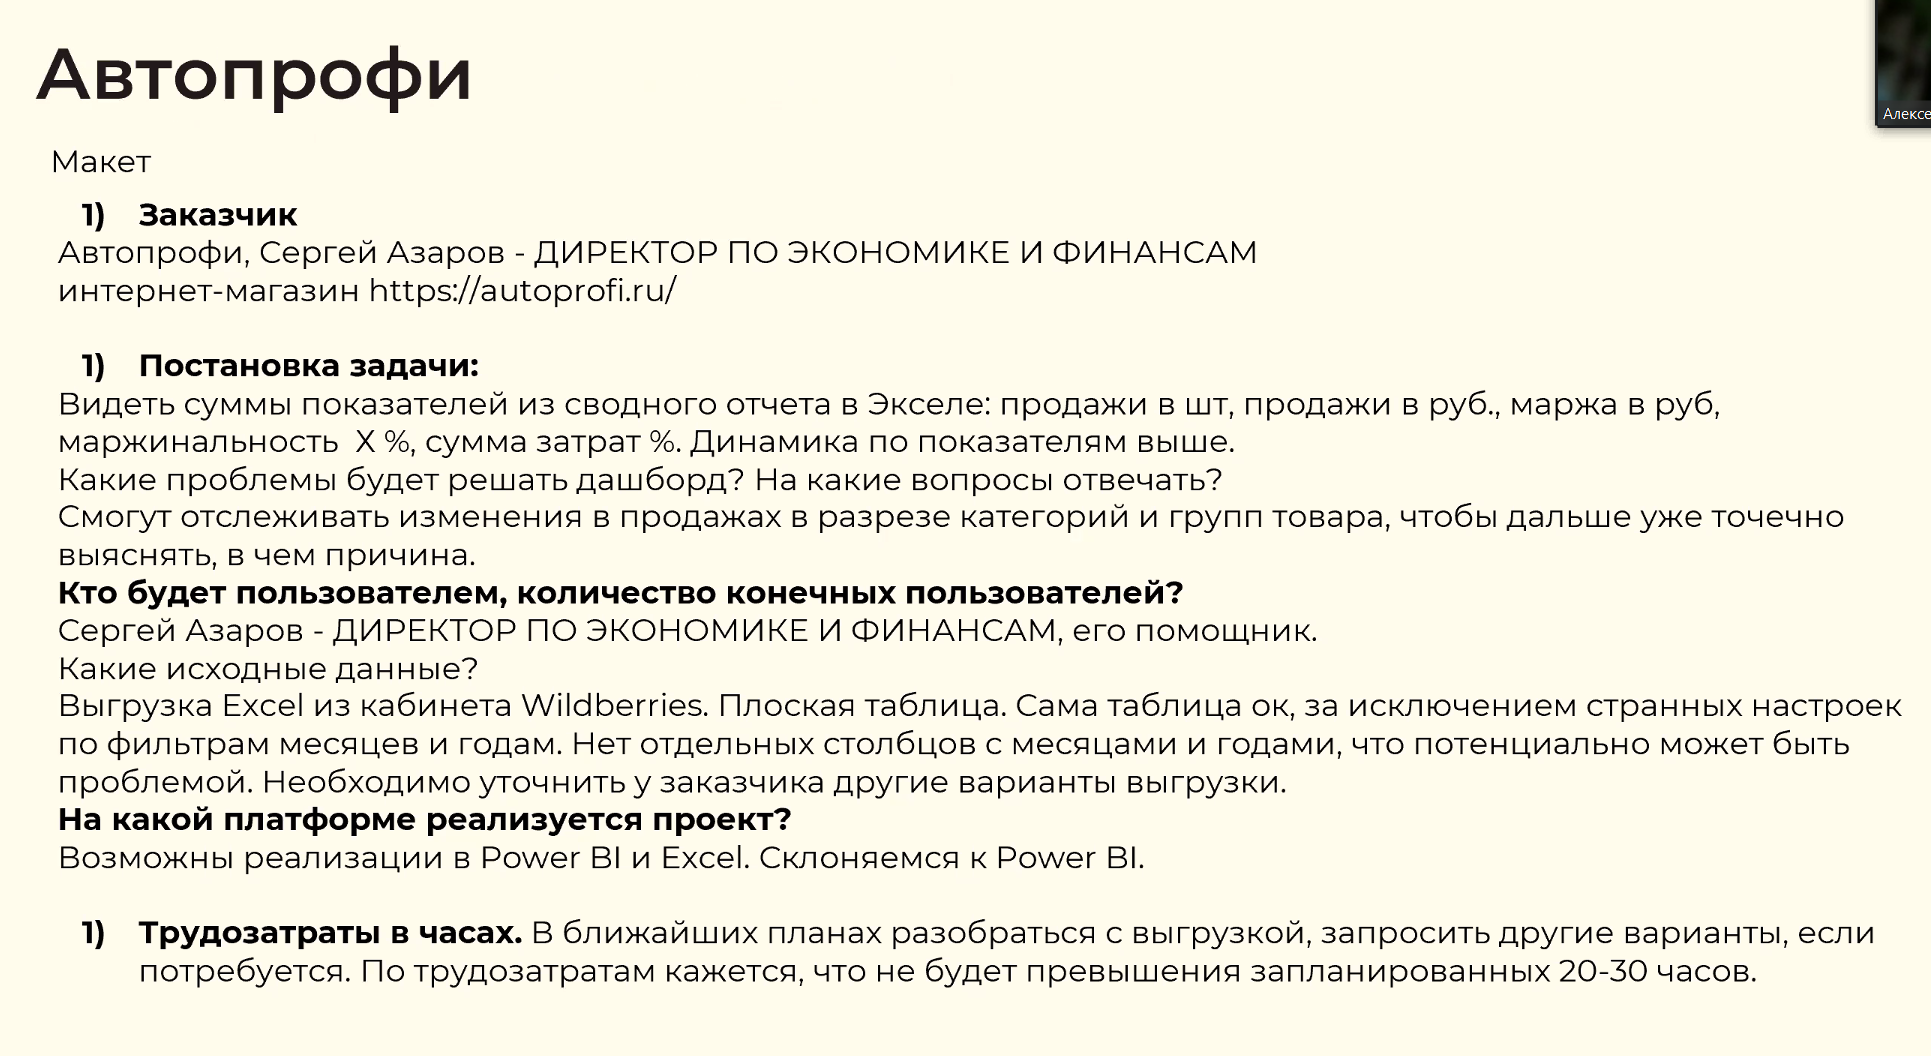 Автопрофи
Алексе
Макет
1) Заказчик
Автопрофи, Сергей Азаров - ДИРЕКТОР ПО ЭКОНОМИКЕ И ФИНАНСАМ
интернет-магазин https://autoprofi.ru/
1) Постановка задачи:
Видеть суммы показателей из сводного отчета в Экселе: продажи в шт, продажи в руб., маржа в руб,
маржинальность  Х %, сумма затрат %. Динамика по показателям выше.
Какие проблемы будет решать дашборд? На какие вопросы отвечать?
Смогут отслеживать изменения в продажах в разрезе категорий и групп товара, чтобы дальше уже точечно
выяснять, в чем причина.
Кто будет пользователем, количество конечных пользователей?
Сергей Азаров - ДИРЕКТОР ПО ЭКОНОМИКЕ И ФИНАНСАМ, его помощник.
Какие исходные данные?
Выгрузка Excel из кабинета Wildberries. Плоская таблица. Сама таблица ок, за исключением странных настроек
по фильтрам месяцев и годам. Нет отдельных столбцов с месяцами и годами, что потенциально может быть
проблемой. Необходимо уточнить у заказчика другие варианты выгрузки.
На какой платформе реализуется проект?
Возможны реализации в Power BI и Excel. Склоняемся к Power BI.
1) Трудозатраты в часах. В ближайших планах разобраться с выгрузкой, запросить другие варианты, если
потребуется. По трудозатратам кажется, что не будет превышения запланированных 20-30 часов.